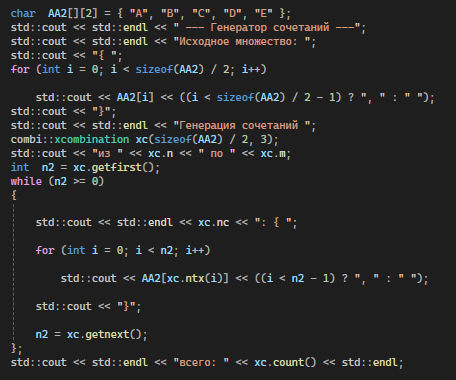 char  AA2[][2] = { "A", "B", "C", "D", "E" };
std::cout << std::endl << " --- Генератор сочетаний ---";
std::cout << std::endl << "Исходное множество: ";
std::cout << "{ ";
for (int i = 0; i < sizeof(AA2) / 2; i++)
    std::cout << AA2[i] << ((i < sizeof(AA2) / 2 - 1) ? ", " : " ");
std::cout << "}";
std::cout << std::endl << "Генерация сочетаний ";
combi::xcombination xc(sizeof(AA2) / 2, 3);
std::cout << "из " << xc.n << " по " << xc.m;
int  n2 = xc.getfirst();
while (n2 >= 0)
{
    std::cout << std::endl << xc.nc << ": { ";
    for (int i = 0; i < n2; i++)
        std::cout << AA2[xc.ntx(i)] << ((i < n2 - 1) ? ", " : " ");
    std::cout << "}";
    n2 = xc.getnext();
};
std::cout << std::endl << "всего: " << xc.count() << std::endl;